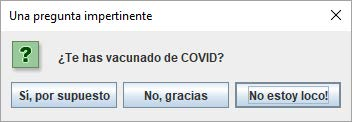 Una pregunta impertinente
¿Te has vacunado de COVID?
Sí, por supuesto
No, gracias
No estoy loco!